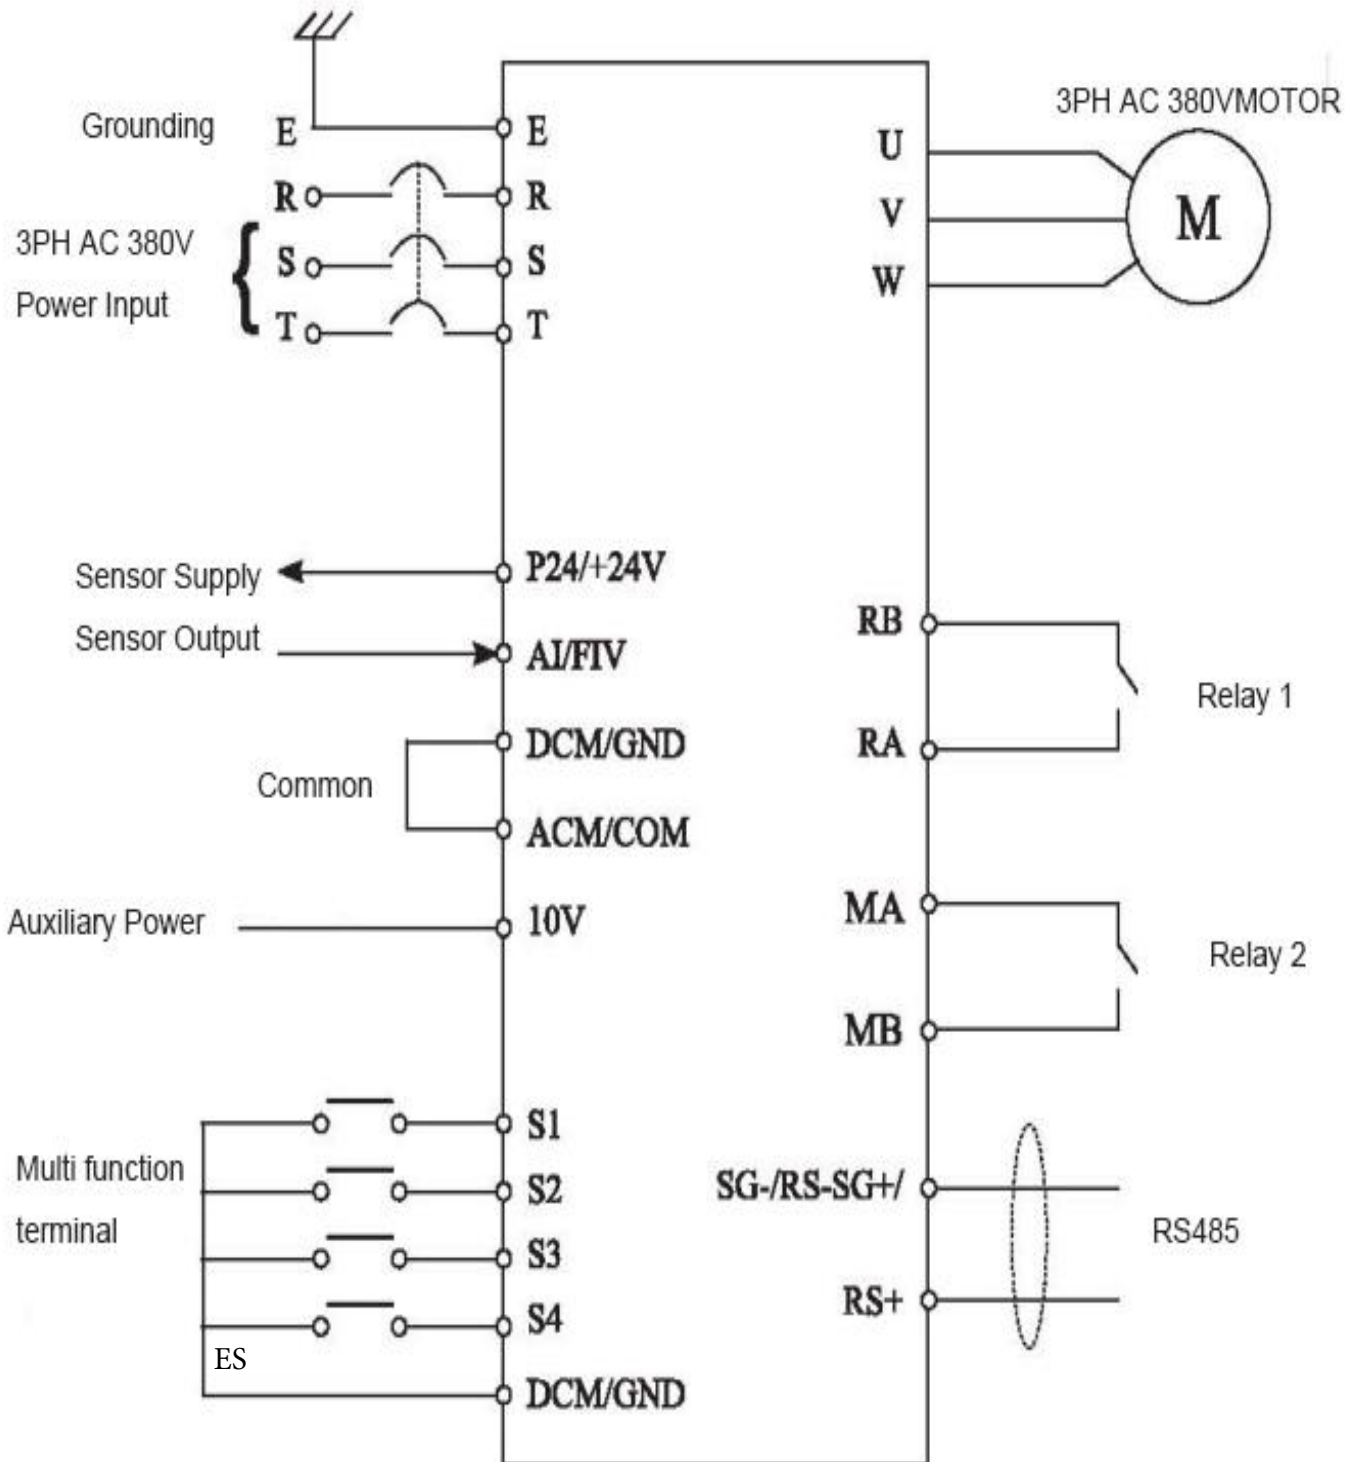 3PH AC 380VMOTOR
Grounding
E
E
U
R
R
V
M
3PH AC 380V
{
S
S
W
Power Input
T
T
Sensor Supply
P24/+24V
RB
Sensor Output
AI/FIV
Relay 1
DCM/GND
RA
Common
ACM/COM
MA
Auxiliary Power
10V
Relay 2
MB
S1
Multi function
S2
SG-/RS-SG+/
terminal
S3
RS485
RS+
S4
ES
DCM/GND